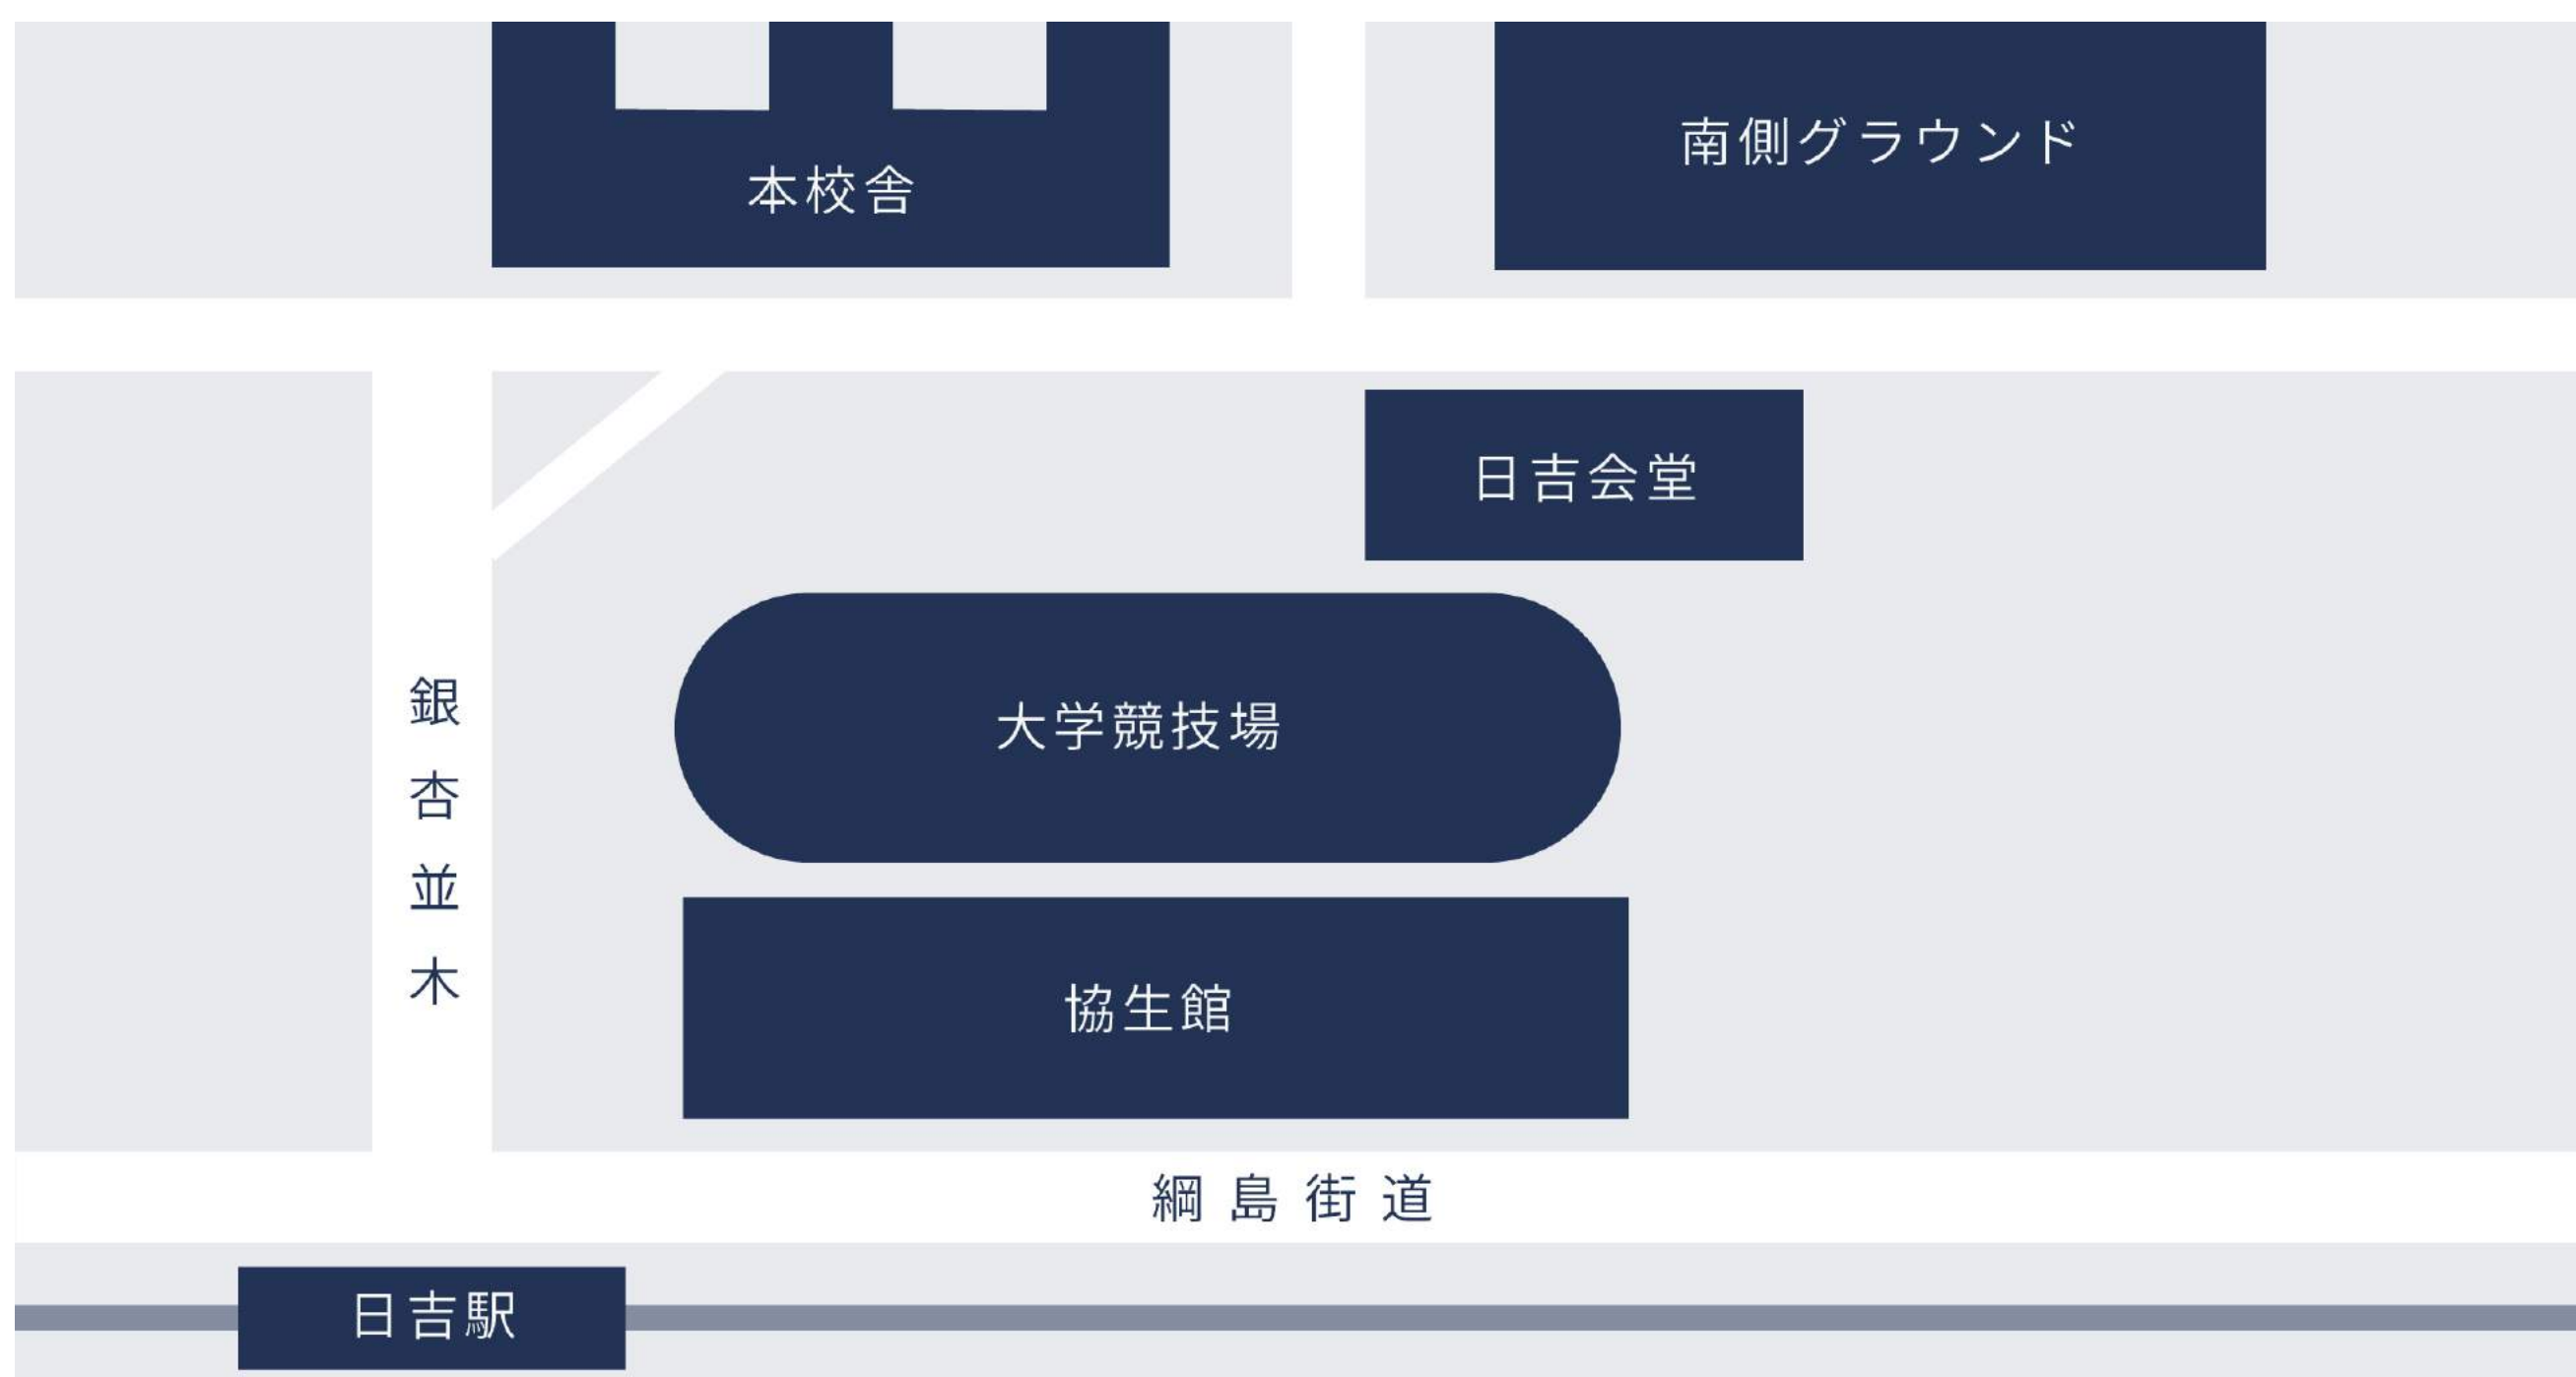 本校舎
南側グラウンド
日吉会堂
大学競技場
銀杏並木
協生館
綱島街道
日吉駅